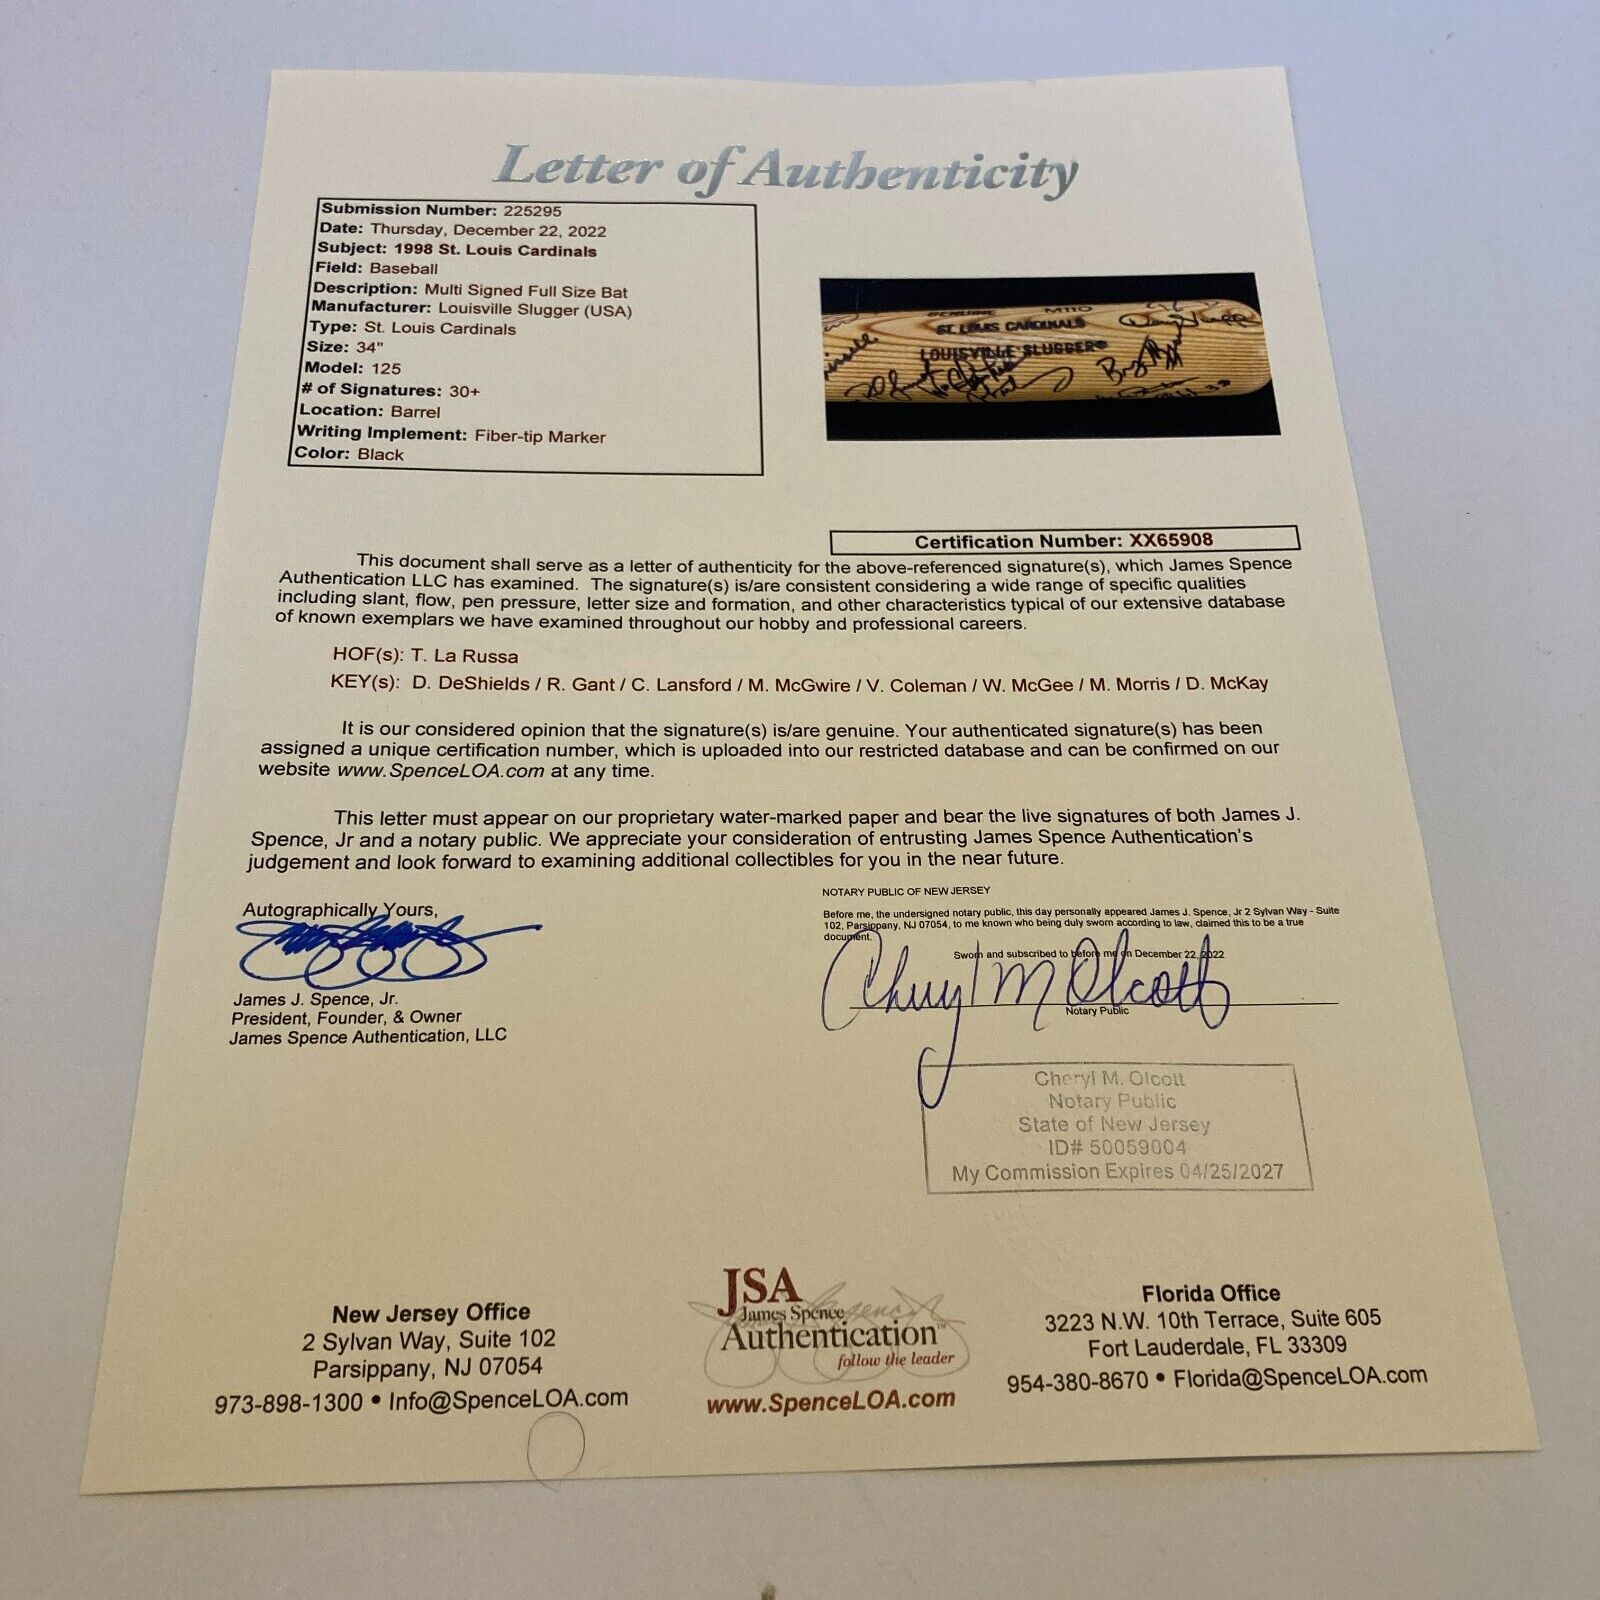 Letter of Authenticity
Submission Number: 225295
Date: Thursday, December 22, 2022
Subject: 1998 St. Louis Cardinals
Field: Baseball
Description: Multi Signed Full Size Bat
Manufacturer: Louisville Slugger (USA)
Type: St. Louis Cardinals
Size: 34"
Model: 125
# of Signatures: 30+
Location: Barrel
Writing Implement: Fiber-tip Marker
Color: Black
GENUINE M110
ST. LOUIS CARDINALS
LOUISVILLE SLUGGER®
Certification Number: XX65908
This document shall serve as a letter of authenticity for the above-referenced signature(s), which James Spence
Authentication LLC has examined. The signature(s) is/are consistent considering a wide range of specific qualities
including slant, flow, pen pressure, letter size and formation, and other characteristics typical of our extensive database
of known exemplars we have examined throughout our hobby and professional careers.
HOF(s): T. La Russa
KEY(s): D. DeShields / R. Gant / C. Lansford / M. McGwire / V. Coleman / W. McGee / M. Morris / D. McKay
It is our considered opinion that the signature(s) is/are genuine. Your authenticated signature(s) has been
assigned a unique certification number, which is uploaded into our restricted database and can be confirmed on our
website www.SpenceLOA.com at any time.
This letter must appear on our proprietary water-marked paper and bear the live signatures of both James J.
Spence, Jr and a notary public. We appreciate your consideration of entrusting James Spence Authentication's
judgement and look forward to examining additional collectibles for you in the near future.
Autographically Yours,
James J. Spence, Jr.
President, Founder, & Owner
James Spence Authentication, LLC
NOTARY PUBLIC OF NEW JERSEY
Before me, the undersigned notary public, this day personally appeared James J. Spence, Jr 2 Sylvan Way - Suite
102, Parsippany, NJ 07054, to me known who being duly sworn according to law, claimed this to be a true
document.
Sworn and subscribed to before me on December 22, 2022
Cheryl M Olcott
Notary Public
Cheryl M. Olcott
Notary Public
State of New Jersey
ID# 50059004
My Commission Expires 04/25/2027
New Jersey Office
2 Sylvan Way, Suite 102
Parsippany, NJ 07054
973-898-1300 • Info@SpenceLOA.com
JSA
James Spence
Authentication™
follow the leader
www.SpenceLOA.com
Florida Office
3223 N.W. 10th Terrace, Suite 605
Fort Lauderdale, FL 33309
954-380-8670 • Florida@SpenceLOA.com